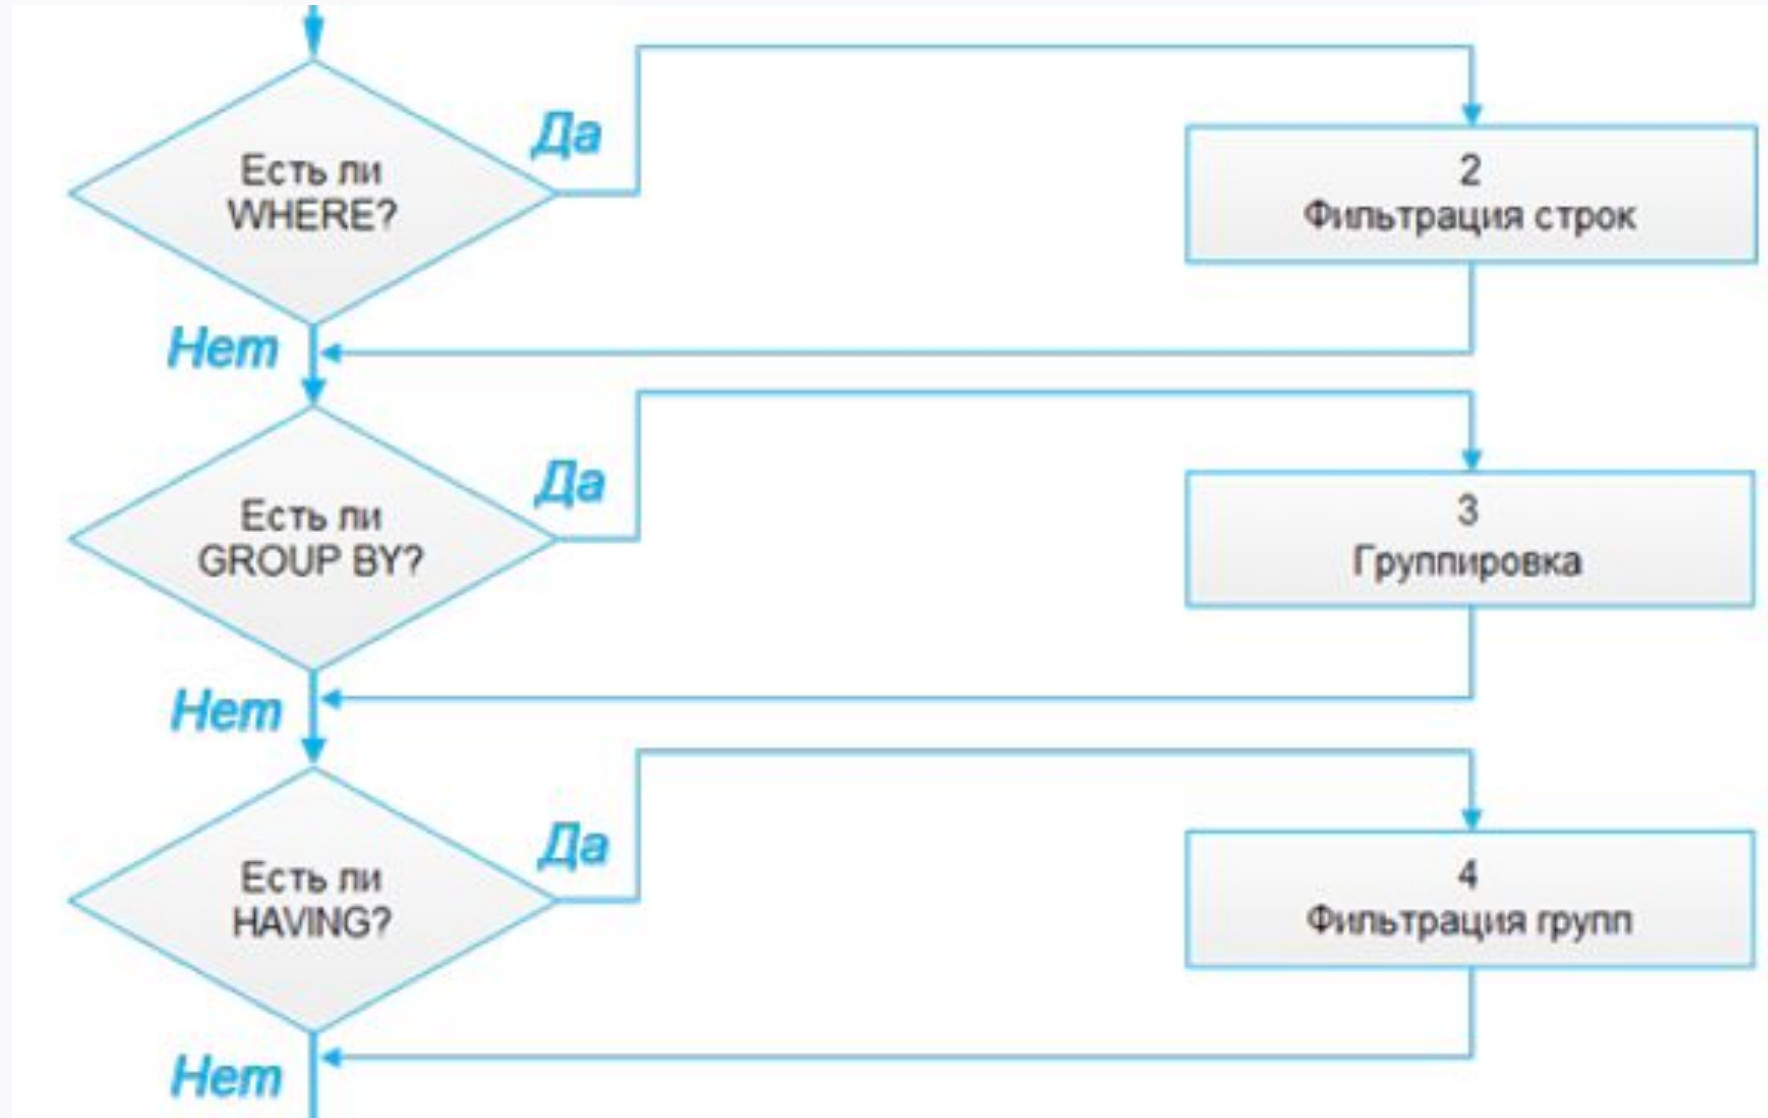 Есть ли
WHERE?
Да
2
Фильтрация строк
Нет
Есть ли
GROUP BY?
Да
3
Группировка
Нет
Есть ли
HAVING?
Да
4
Фильтрация групп
Нет